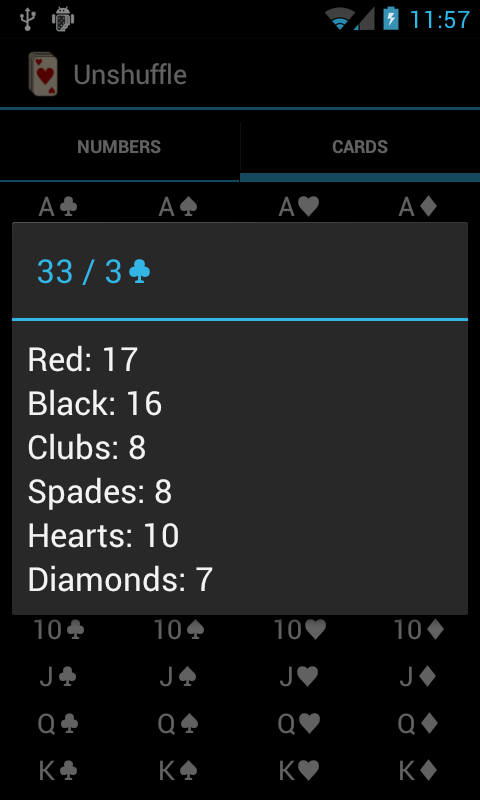 11:57
Unshuffle
NUMBERS CARDS
A♣ A♠ A♥ A♦
33 / 3♣
Red: 17
Black: 16
Clubs: 8
Spades: 8
Hearts: 10
Diamonds: 7
10♣ 10♠ 10♥ 10♦
J♣ J♠ J♥ J♦
Q♣ Q♠ Q♥ Q♦
K♣ K♠ K♥ K♦